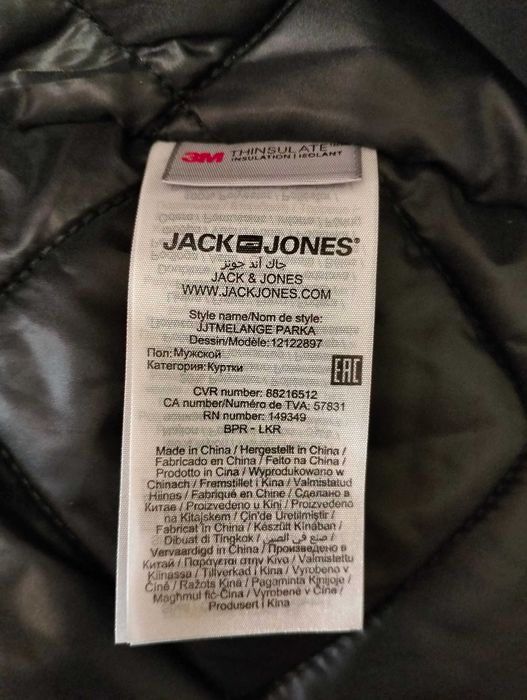 3M THINSULATE™
INSULATION | ISOLANT
JACK JONES®
جاك أند جونز
JACK & JONES
WWW.JACKJONES.COM
Style name/Nom de style:
JJTMELANGE PARKA
Dessin/Modèle: 12122897
Пол: Мужской
Категория: Куртки
EAC
CVR number: 88216512
CA number/Numéro de TVA: 57831
RN number: 149349
BPR - LKR
Made in China / Hergestellt in China /
Fabricado en China / Feito na China /
Prodotto in Cina / Wyprodukowano w
Chinach / Fremstillet i Kina / Valmistatud
Hiinas / Fabriqué en Chine / Сделано в
Китае / Proizvedeno u Kini / Proizvedeno
na Kitajskem / Çin'de Üretilmiştir /
Fabricat în China / Készült Kínában /
Dibuat di Tingkok / صنع في الصين /
Vervaardigd in China / Произведено в
Китай / Παράγεται στην Κίνα / Valmistettu
Kiinassa / Tillverkad i Kina / Vyrobeno v
Číně / Ražots Ķīnā / Pagaminta Kinijoje /
Maghmul fiċ-Ċina / Vyrobené v Číne /
Produsert i Kina